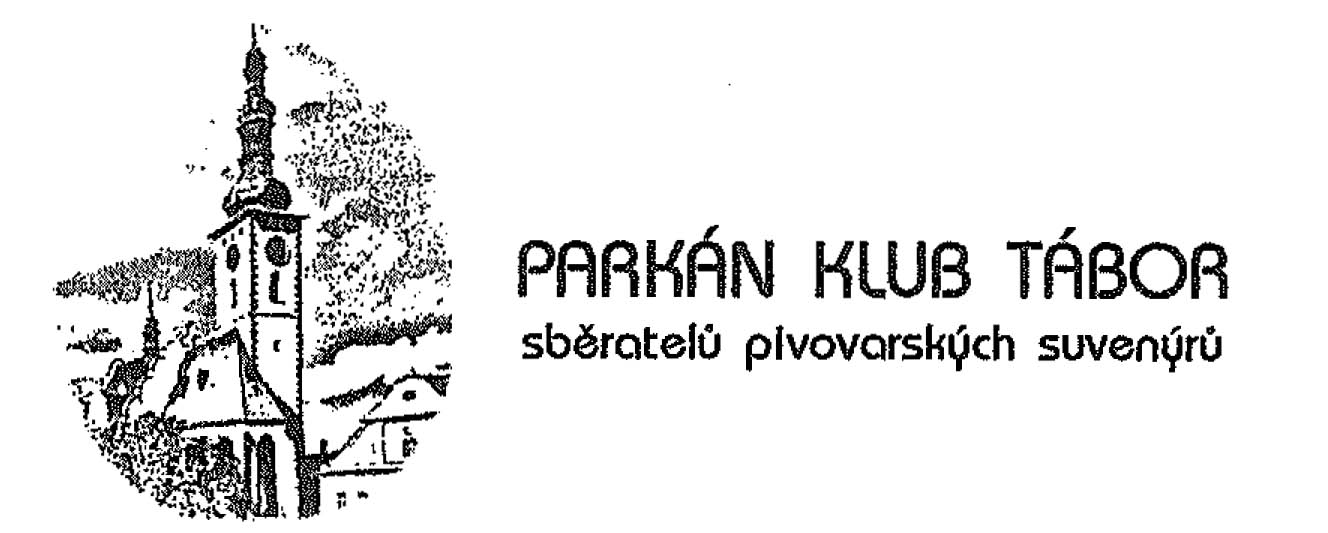 PARKÁN KLUB TÁBOR
sběratelů pivovarských suvenýrů